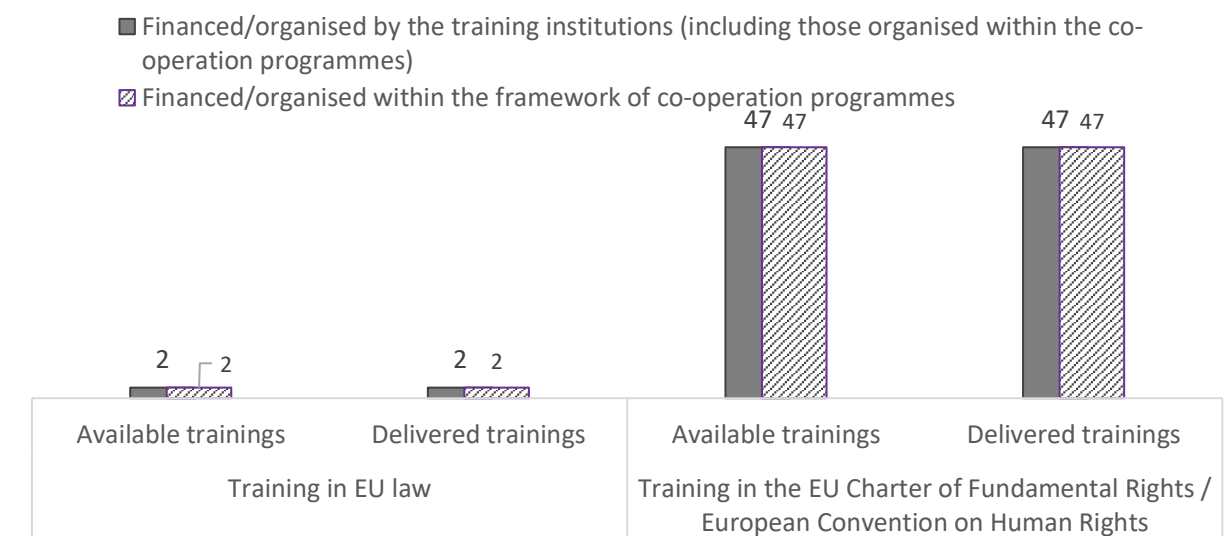 Financed/organised by the training institutions (including those organised within the co-
operation programmes)
Financed/organised within the framework of co-operation programmes
47 47 47 47
2 2 2 2
Available trainings Delivered trainings Available trainings Delivered trainings
Training in EU law Training in the EU Charter of Fundamental Rights /
European Convention on Human Rights